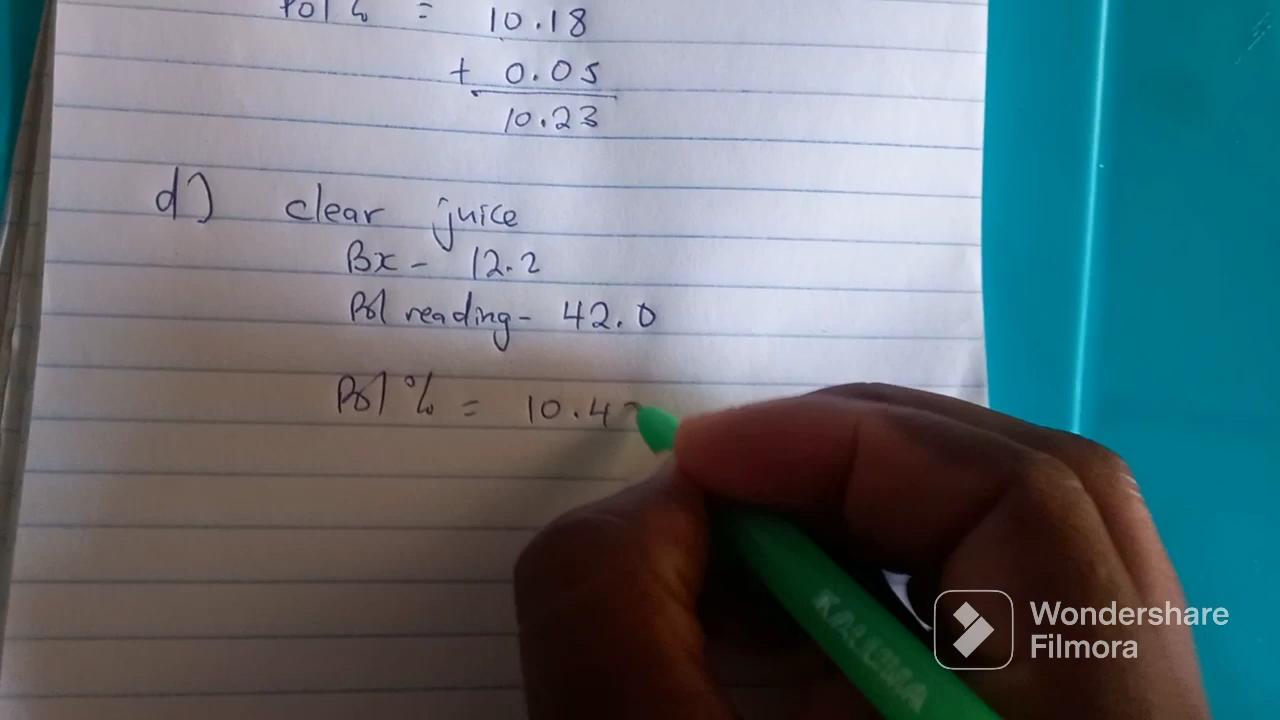 Pol % = 10.18
+ 0.05
10.23
d) clear juice
Bx - 12.2
Pol reading - 42.0
Pol % = 10.4
KALUMA
Wondershare
Filmora